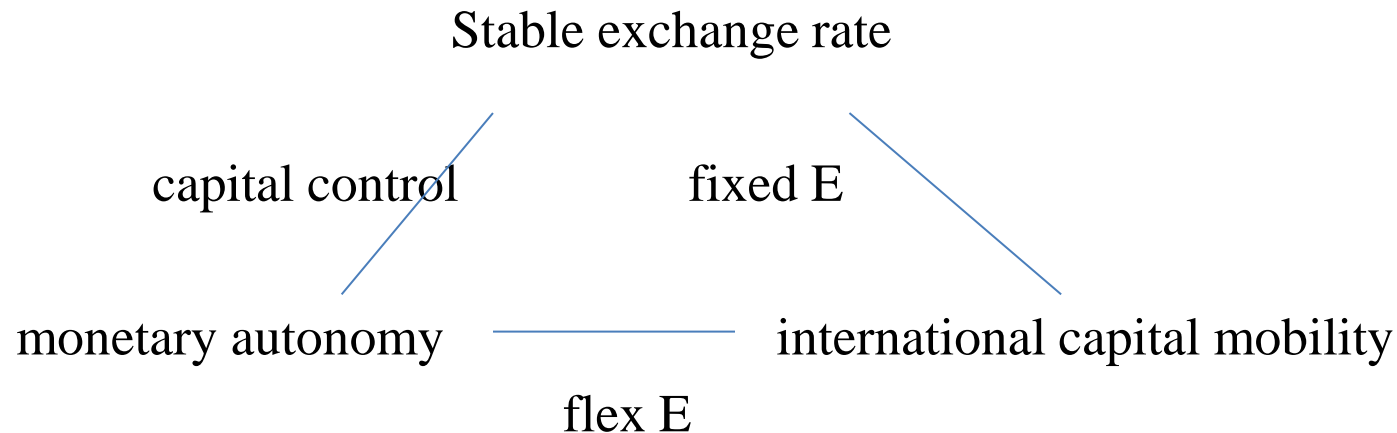 Stable exchange rate
capital control
fixed E
monetary autonomy
international capital mobility
flex E